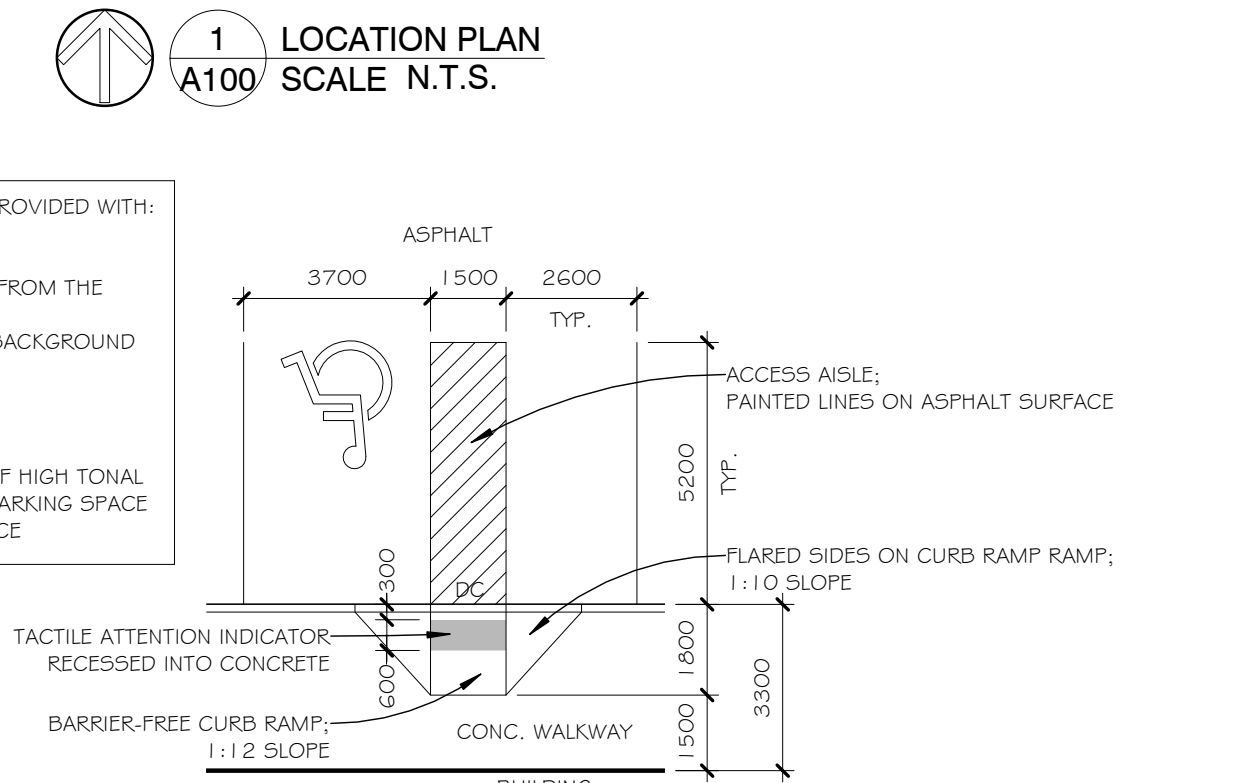 1
A100
LOCATION PLAN
SCALE N.T.S.
ROVIDED WITH:
FROM THE
BACKGROUND
F HIGH TONAL
ARKING SPACE
CE
ASPHALT
3700
1500
2600
TYP.
ACCESS AISLE;
PAINTED LINES ON ASPHALT SURFACE
5200
TYP.
300
DC
FLARED SIDES ON CURB RAMP RAMP;
1:10 SLOPE
TACTILE ATTENTION INDICATOR
RECESSED INTO CONCRETE
600
1800
3300
BARRIER-FREE CURB RAMP;
1:12 SLOPE
CONC. WALKWAY
1500
BUILDING